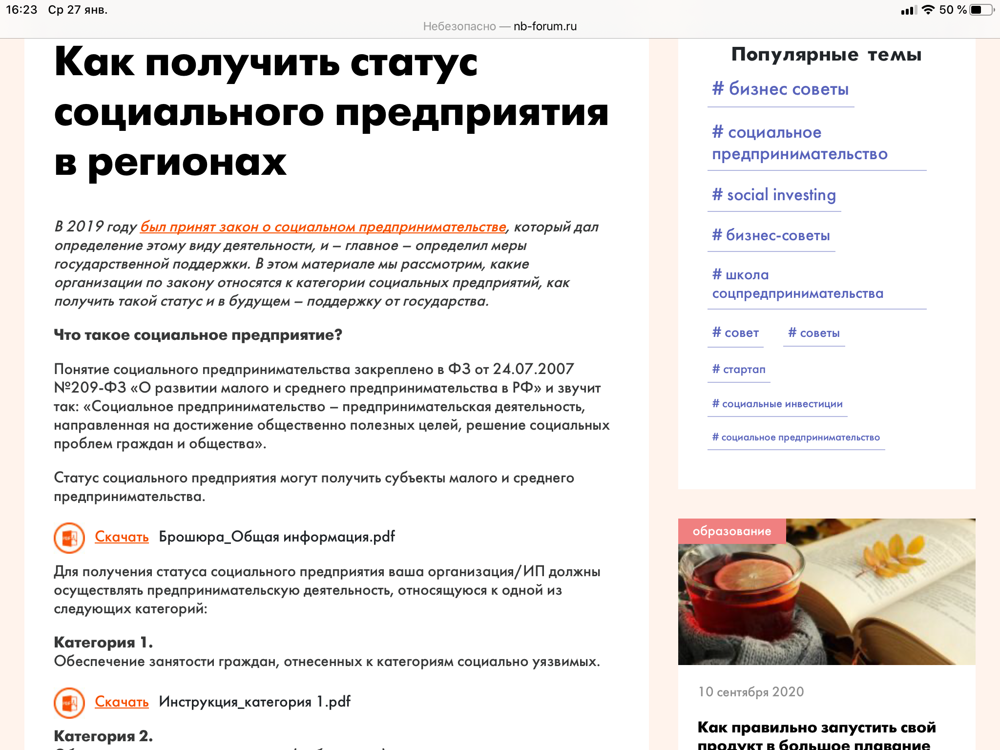 16:23 Ср 27 янв.
50 %
Небезопасно — nb-forum.ru
Как получить статус
социального предприятия
в регионах
В 2019 году был принят закон о социальном предпринимательстве, который дал
определение этому виду деятельности, и – главное – определил меры
государственной поддержки. В этом материале мы рассмотрим, какие
организации по закону относятся к категории социальных предприятий, как
получить такой статус и в будущем – поддержку от государства.
Что такое социальное предприятие?
Понятие социального предпринимательства закреплено в ФЗ от 24.07.2007
№209-ФЗ «О развитии малого и среднего предпринимательства в РФ» и звучит
так: «Социальное предпринимательство – предпринимательская деятельность,
направленная на достижение общественно полезных целей, решение социальных
проблем граждан и общества».
Статус социального предприятия могут получить субъекты малого и среднего
предпринимательства.
PDF Скачать Брошюра_Общая информация.pdf
Для получения статуса социального предприятия ваша организация/ИП должны
осуществлять предпринимательскую деятельность, относящуюся к одной из
следующих категорий:
Категория 1.
Обеспечение занятости граждан, отнесенных к категориям социально уязвимых.
PDF Скачать Инструкция_категория 1.pdf
Категория 2.
Популярные темы
# бизнес советы
# социальное
предпринимательство
# social investing
# бизнес-советы
# школа
соцпредпринимательства
# совет # советы
# стартап
# социальные инвестиции
# социальное предпринимательство
образование
10 сентября 2020
Как правильно запустить свой
продукт в большое плавание